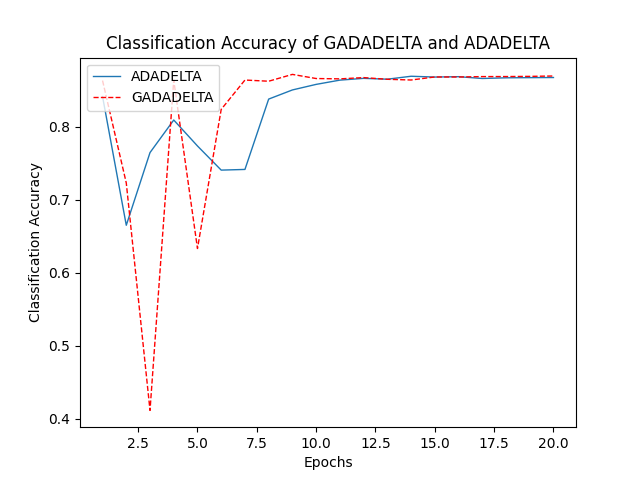 Classification Accuracy of GADADELTA and ADADELTA
ADADELTA
GADADELTA
Classification Accuracy
0.8
0.7
0.6
0.5
0.4
2.5 5.0 7.5 10.0 12.5 15.0 17.5 20.0
Epochs